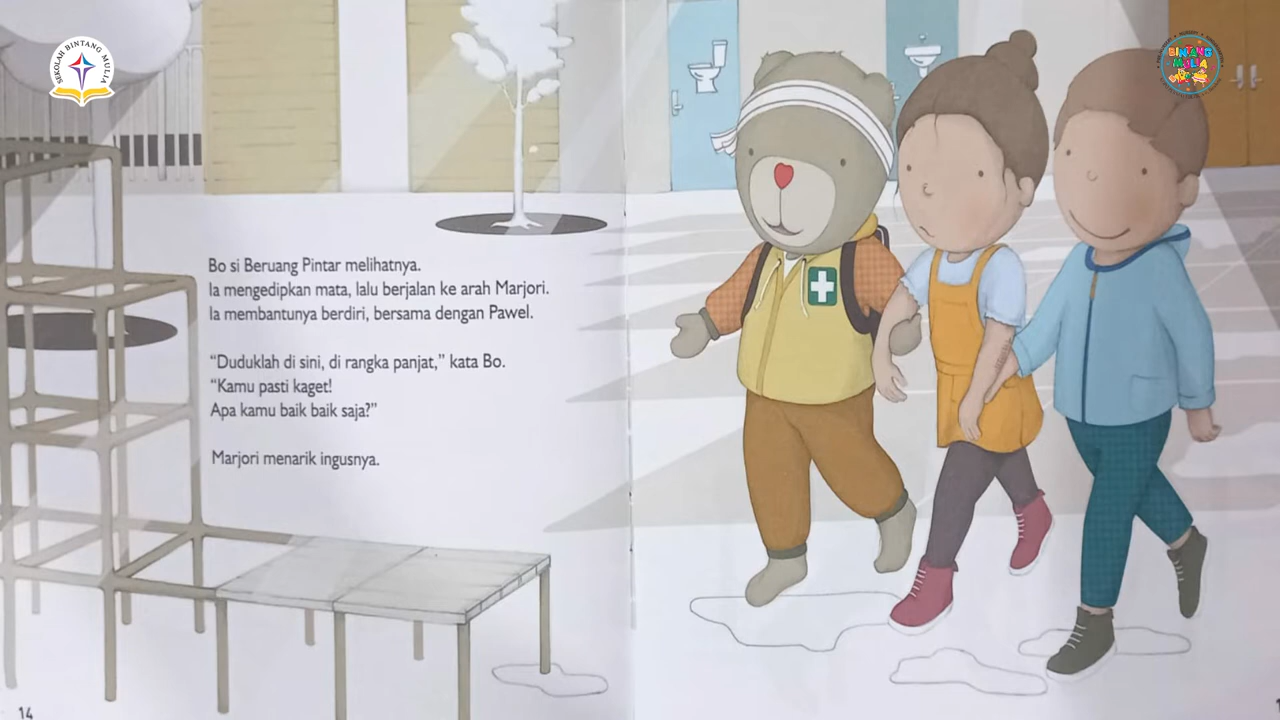 SEKOLAH BINTANG MULIA
BINTANG
MULIA
Bo si Beruang Pintar melihatnya.
Ia mengedipkan mata, lalu berjalan ke arah Marjori.
Ia membantunya berdiri, bersama dengan Pawel.
“Duduklah di sini, di rangka panjat,” kata Bo.
“Kamu pasti kaget!
Apa kamu baik baik saja?”
Marjori menarik ingusnya.
14